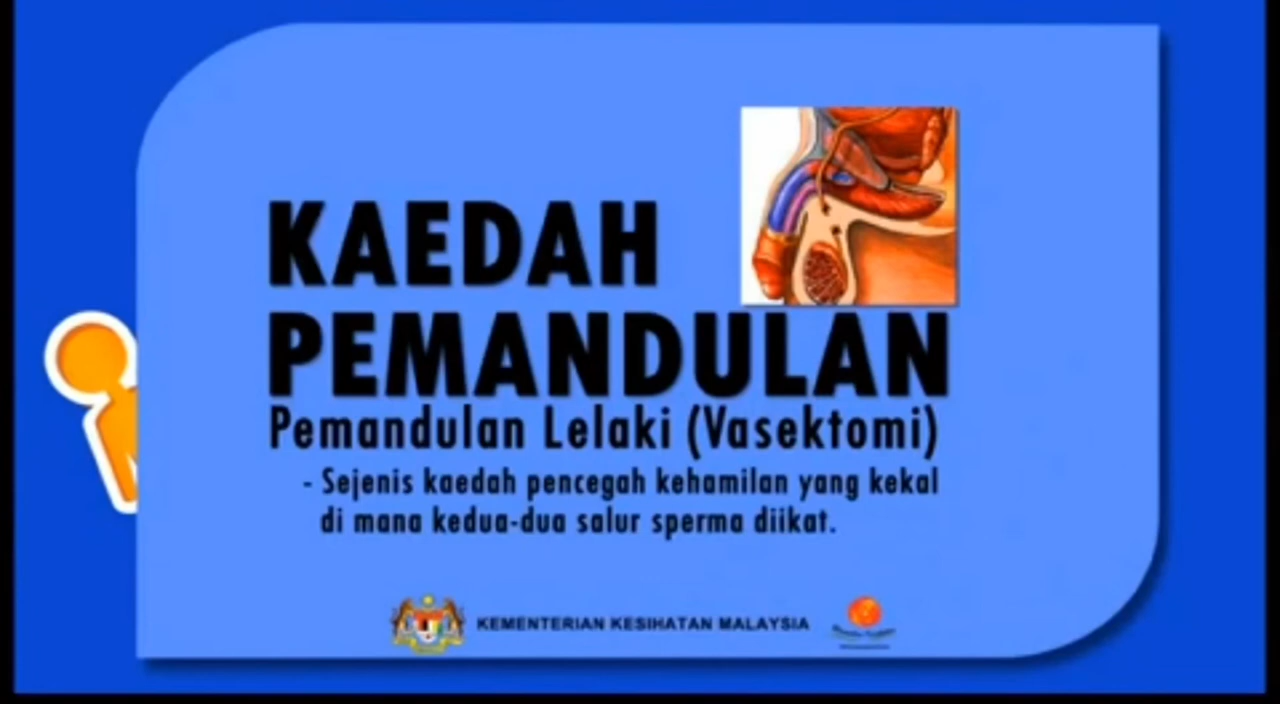 KAEDAH
PEMANDULAN
Pemandulan Lelaki (Vasektomi)
- Sejenis kaedah pencegah kehamilan yang kekal
di mana kedua-dua salur sperma diikat.
KEMENTERIAN KESIHATAN MALAYSIA